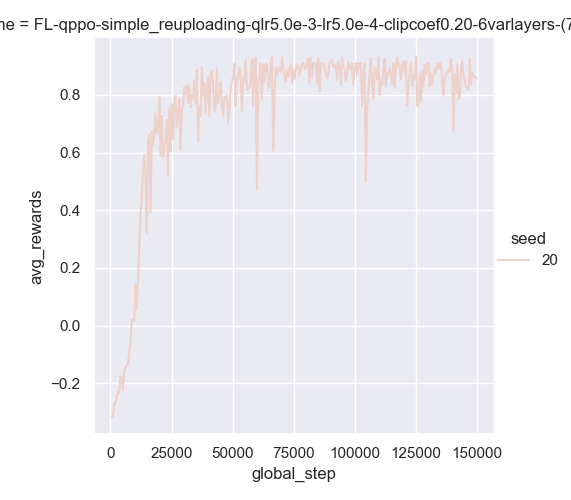 me = FL-qppo-simple_reuploading-qlr5.0e-3-lr5.0e-4-clipcoef0.20-6varlayers-(7
0.8
0.6
0.4
0.2
0.0
−0.2
avg_rewards
0 25000 50000 75000 100000 125000 150000
global_step
seed
20